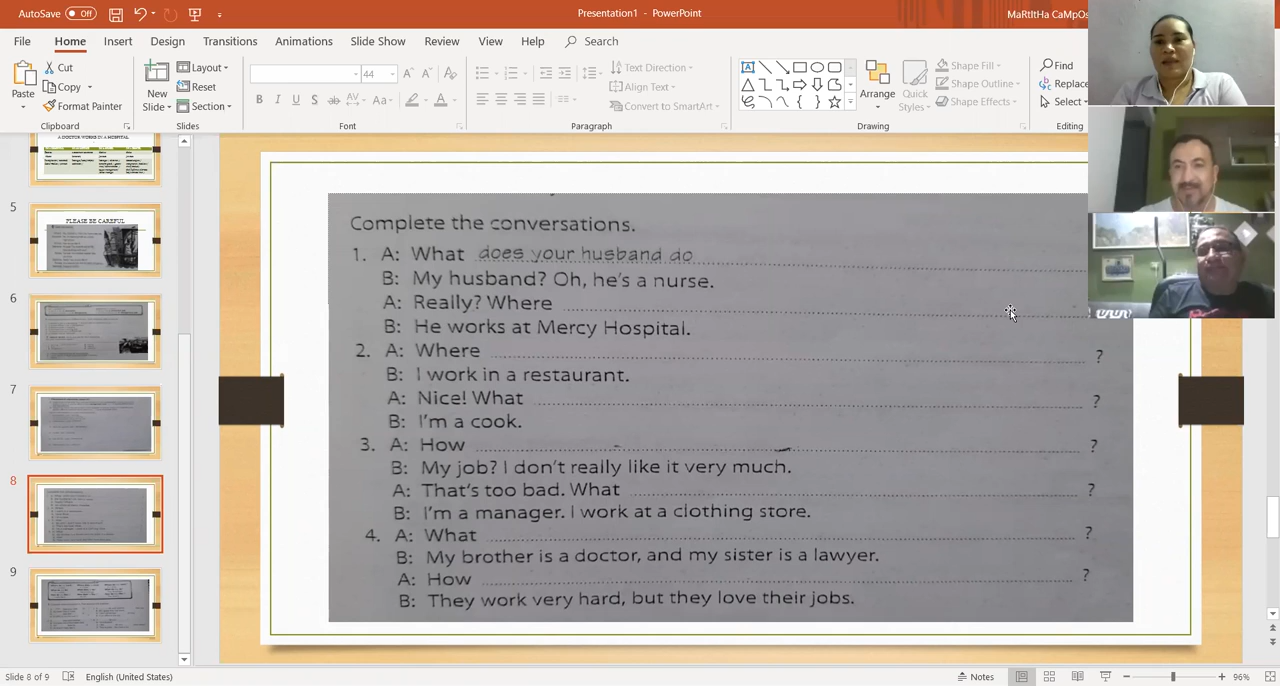 AutoSave Off
Presentation1 - PowerPoint
MaRtItHa CaMpOs
File Home Insert Design Transitions Animations Slide Show Review View Help Search
Paste
Cut
Copy
Format Painter
Clipboard
New Slide
Layout
Reset
Section
Slides
44
Font
Text Direction
Align Text
Convert to SmartArt
Paragraph
Arrange
Quick Styles
Shape Fill
Shape Outline
Shape Effects
Drawing
Find
Replace
Select
Editing
A DOCTOR WORKS IN A HOSPITAL
5
PLEASE BE CAREFUL
6
7
8
9
Complete the conversations.
1. A: What does your husband do
B: My husband? Oh, he's a nurse.
A: Really? Where
B: He works at Mercy Hospital.
2. A: Where ?
B: I work in a restaurant.
A: Nice! What ?
B: I'm a cook.
3. A: How ?
B: My job? I don't really like it very much.
A: That's too bad. What ?
B: I'm a manager. I work at a clothing store.
4. A: What ?
B: My brother is a doctor, and my sister is a lawyer.
A: How ?
B: They work very hard, but they love their jobs.
Slide 8 of 9
English (United States)
Notes
96%